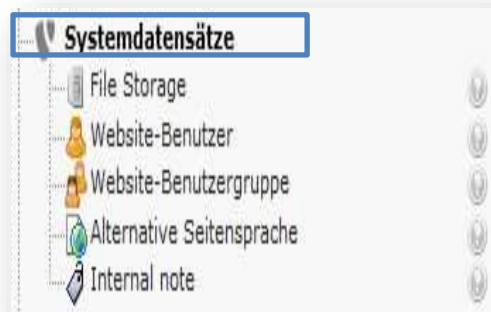 Systemdatensätze
File Storage
Website-Benutzer
Website-Benutzergruppe
Alternative Seitensprache
Internal note